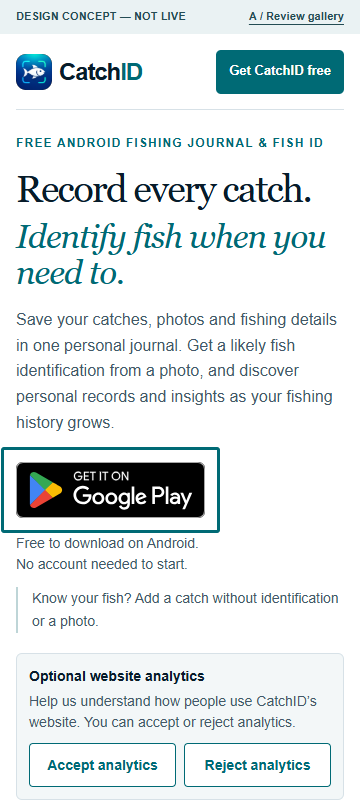 DESIGN CONCEPT — NOT LIVE
A / Review gallery
CatchID
Get CatchID free
FREE ANDROID FISHING JOURNAL & FISH ID
Record every catch.
Identify fish when you
need to.
Save your catches, photos and fishing details
in one personal journal. Get a likely fish
identification from a photo, and discover
personal records and insights as your fishing
history grows.
GET IT ON
Google Play
Free to download on Android.
No account needed to start.
Know your fish? Add a catch without identification
or a photo.
Optional website analytics
Help us understand how people use CatchID’s
website. You can accept or reject analytics.
Accept analytics
Reject analytics